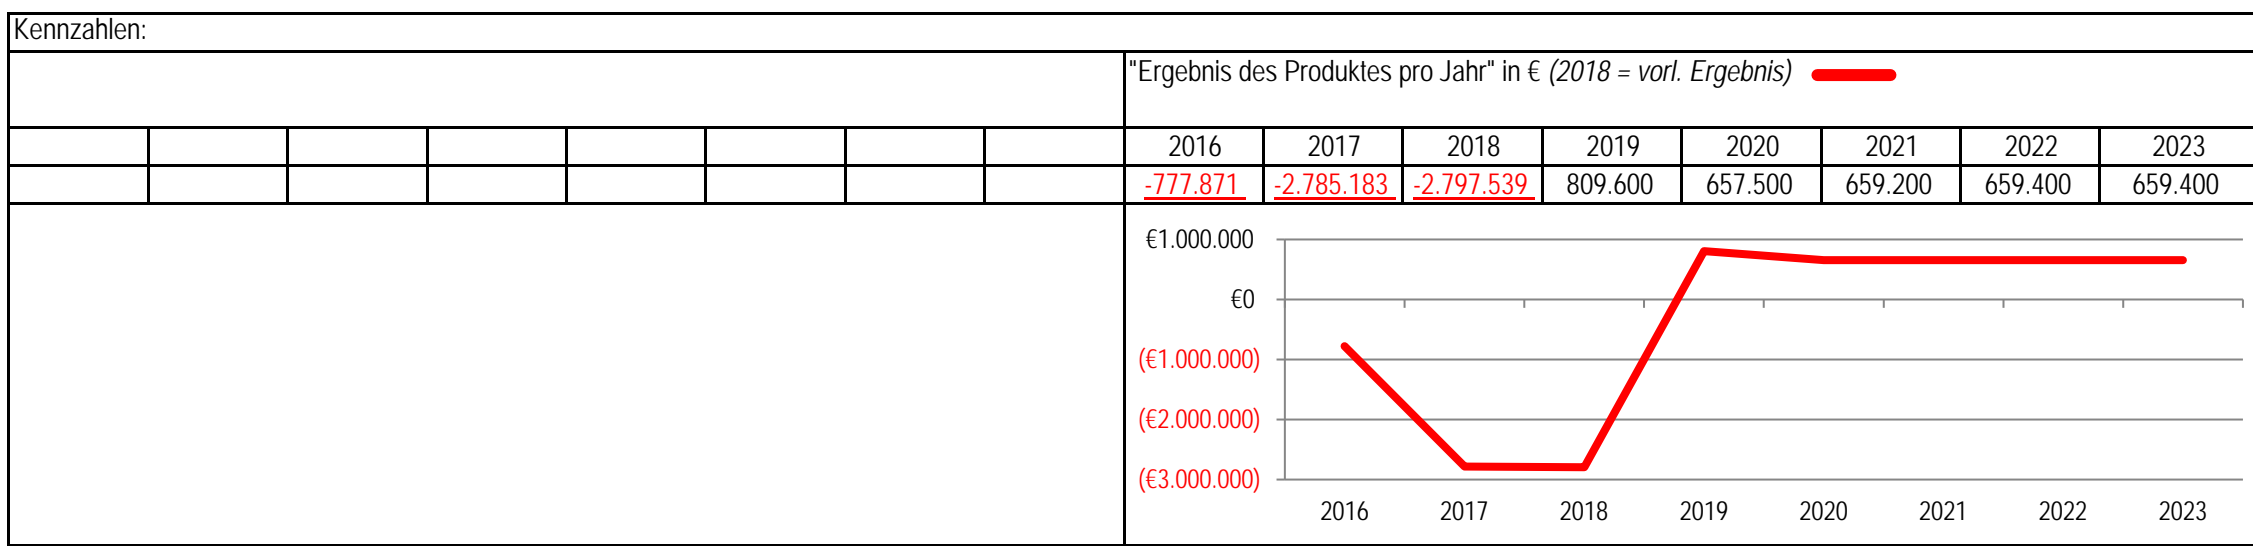 Kennzahlen:
"Ergebnis des Produktes pro Jahr" in € (2018 = vorl. Ergebnis)
2016 2017 2018 2019 2020 2021 2022 2023
-777.871 -2.785.183 -2.797.539 809.600 657.500 659.200 659.400 659.400
€1.000.000
€0
(€1.000.000)
(€2.000.000)
(€3.000.000)
2016 2017 2018 2019 2020 2021 2022 2023